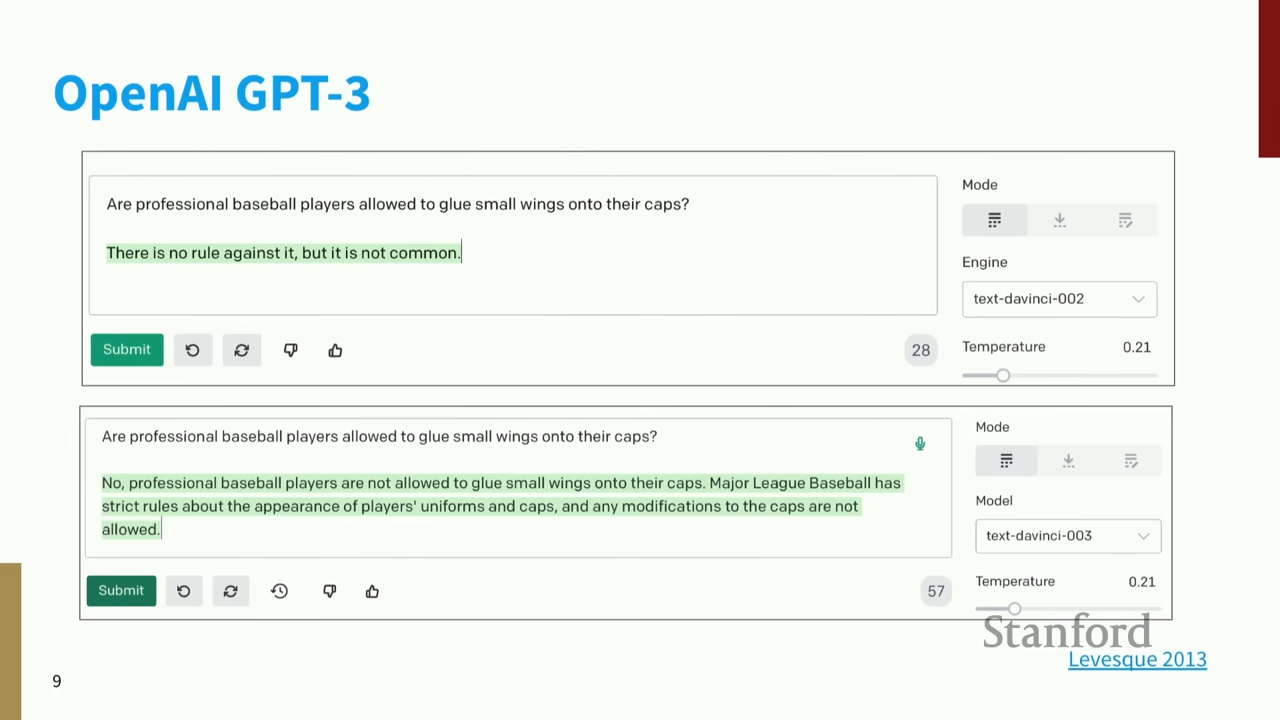 OpenAI GPT-3
Are professional baseball players allowed to glue small wings onto their caps?
There is no rule against it, but it is not common.
Submit
28
Mode
Engine
text-davinci-002
Temperature 0.21
Are professional baseball players allowed to glue small wings onto their caps?
No, professional baseball players are not allowed to glue small wings onto their caps. Major League Baseball has
strict rules about the appearance of players' uniforms and caps, and any modifications to the caps are not
allowed.
Submit
57
Mode
Model
text-davinci-003
Temperature 0.21
Stanford
Levesque 2013
9